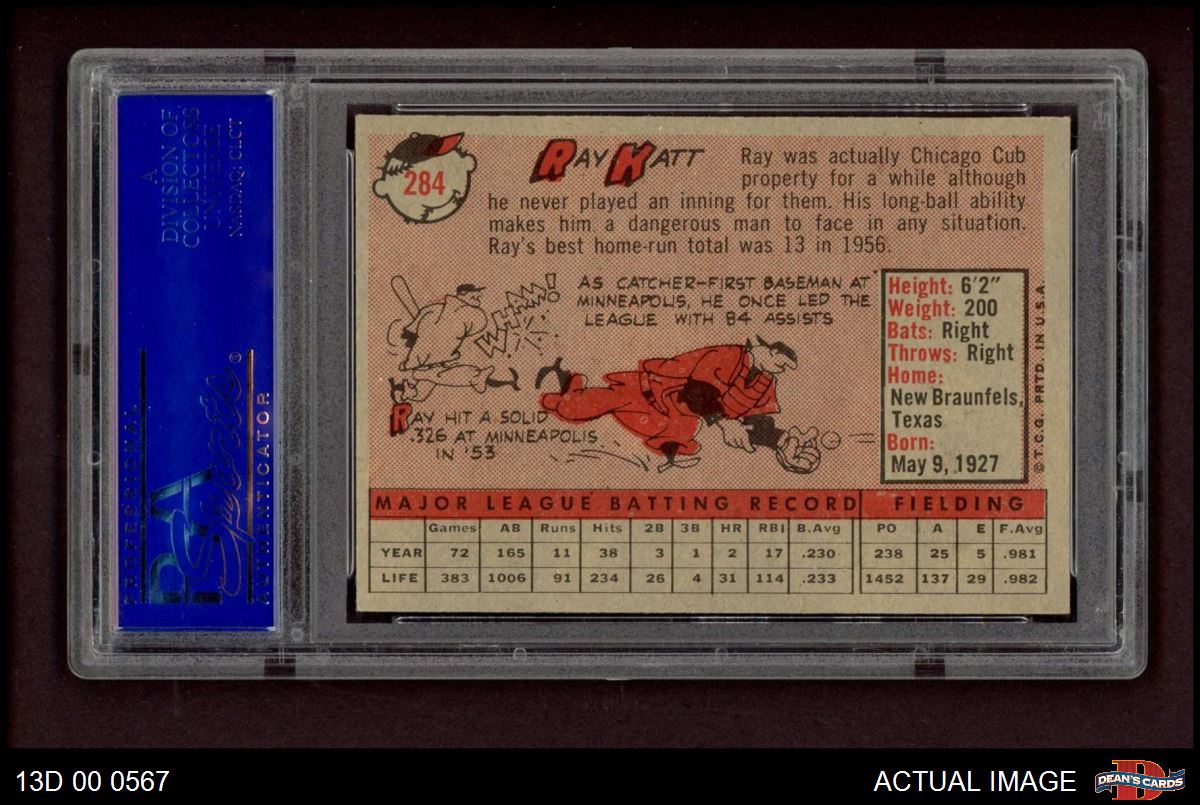 A
DIVISION OF
COLLECTORS
UNIVERSE
NASDAQ: CLCT
PROFESSIONAL
PSA
Sports®
AUTHENTICATOR
284
RAY KATT
Ray was actually Chicago Cub
property for a while although
he never played an inning for them. His long-ball ability
makes him a dangerous man to face in any situation.
Ray's best home-run total was 13 in 1956.
WHAM!
AS CATCHER-FIRST BASEMAN AT
MINNEAPOLIS, HE ONCE LED THE
LEAGUE WITH 84 ASSISTS
RAY HIT A SOLID
.326 AT MINNEAPOLIS
IN '53
Height: 6'2"
Weight: 200
Bats: Right
Throws: Right
Home:
New Braunfels,
Texas
Born:
May 9, 1927
©T.C.G. PRTD. IN U.S.A.
MAJOR LEAGUE BATTING RECORD FIELDING
Games AB Runs Hits 2B 3B HR RBI B.Avg PO A E F.Avg
YEAR 72 165 11 38 3 1 2 17 .230 238 25 5 .981
LIFE 383 1006 91 234 26 4 31 114 .233 1452 137 29 .982
13D 00 0567
ACTUAL IMAGE
DEAN'S CARDS